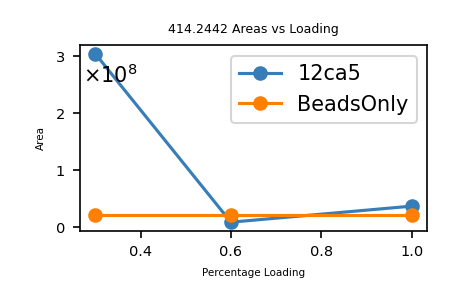 414.2442 Areas vs Loading
3
×10⁸
12ca5
BeadsOnly
2
Area
1
0
0.4
0.6
0.8
1.0
Percentage Loading